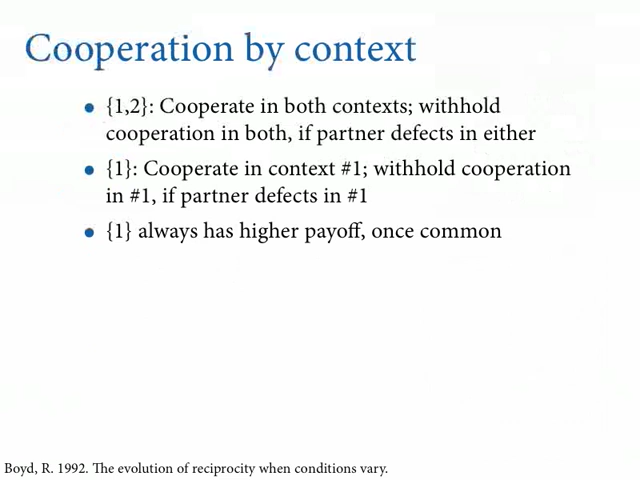 Cooperation by context
• {1,2}: Cooperate in both contexts; withhold
cooperation in both, if partner defects in either
• {1}: Cooperate in context #1; withhold cooperation
in #1, if partner defects in #1
• {1} always has higher payoff, once common
Boyd, R. 1992. The evolution of reciprocity when conditions vary.